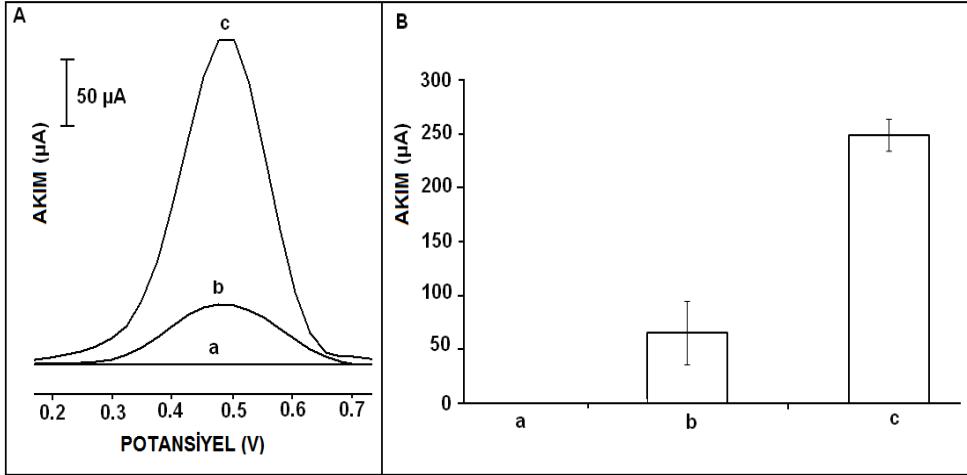 A
c
50 µA
AKIM (µA)
b
a
0.2 0.3 0.4 0.5 0.6 0.7
POTANSİYEL (V)
B
300
250
200
150
100
50
0
AKIM (µA)
a b c